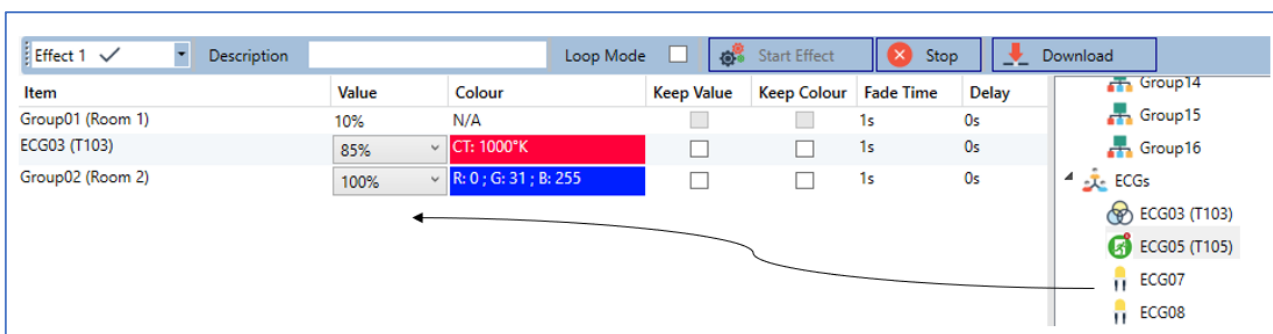 Effect 1 Description Loop Mode Start Effect Stop Download
Item Value Colour Keep Value Keep Colour Fade Time Delay
Group01 (Room 1) 10% N/A 1s 0s
ECG03 (T103) 85% CT: 1000°K 1s 0s
Group02 (Room 2) 100% R: 0 ; G: 31 ; B: 255 1s 0s
Group14
Group15
Group16
ECGs
ECG03 (T103)
ECG05 (T105)
ECG07
ECG08